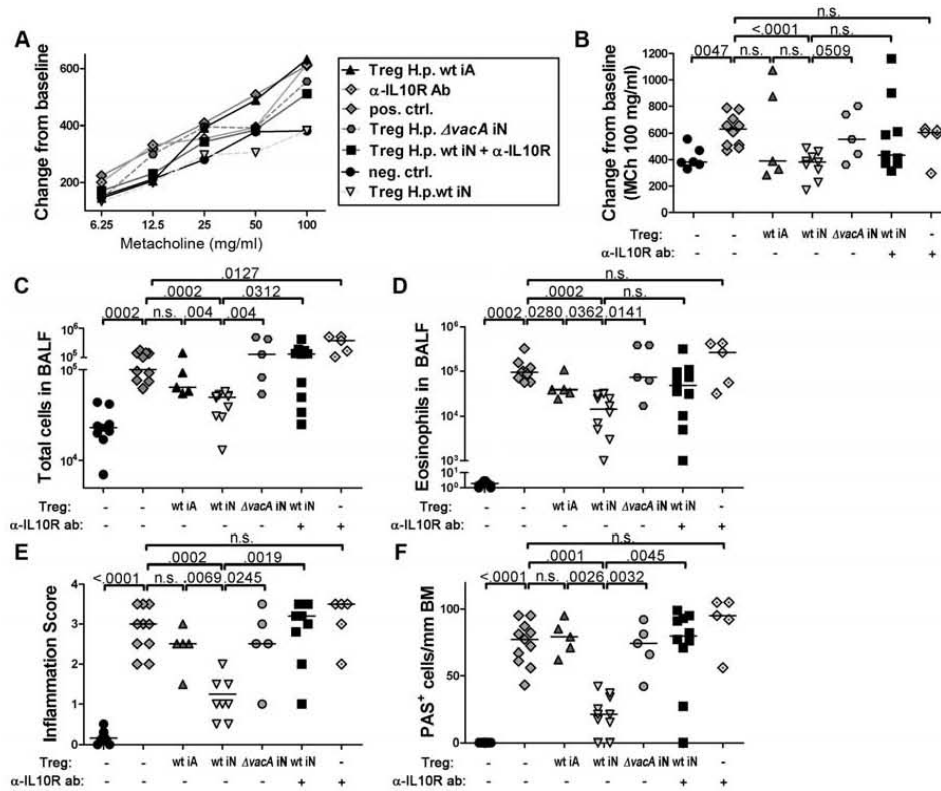 A
Change from baseline
600
400
200
6.25 12.5 25 50 100
Metacholine (mg/ml)
Treg H.p. wt iA
α-IL10R Ab
pos. ctrl.
Treg H.p. ΔvacA iN
Treg H.p. wt iN + α-IL10R
neg. ctrl.
Treg H.p.wt iN
B
n.s.
<.0001 n.s.
.0047 n.s. n.s. .0509
Change from baseline
(MCh 100 mg/ml)
1200
1000
800
600
400
200
0
Treg: - - wt iA wt iN ΔvacA iN wt iN -
α-IL10R ab: - - - - - + +
C
.0127
.0002 .0312
.0002 n.s. .004 .004
Total cells in BALF
10⁶
10⁵
10⁵
10⁴
Treg: - - wt iA wt iN ΔvacA iN wt iN -
α-IL10R ab: - - - - - + +
D
n.s.
.0002 n.s.
.0002 .0280 .0362 .0141
Eosinophils in BALF
10⁶
10⁵
10⁴
10³
10¹
10⁰
- - wt iA wt iN ΔvacA iN wt iN -
- - - - - + +
E
n.s.
.0002 .0019
<.0001 n.s. .0069 .0245
Inflammation Score
4
3
2
1
0
Treg: - - wt iA wt iN ΔvacA iN wt iN -
α-IL10R ab: - - - - - + +
F
n.s.
.0001 .0045
<.0001 n.s. .0026 .0032
PAS⁺ cells/mm BM
100
50
0
- - wt iA wt iN ΔvacA iN wt iN -
- - - - - + +